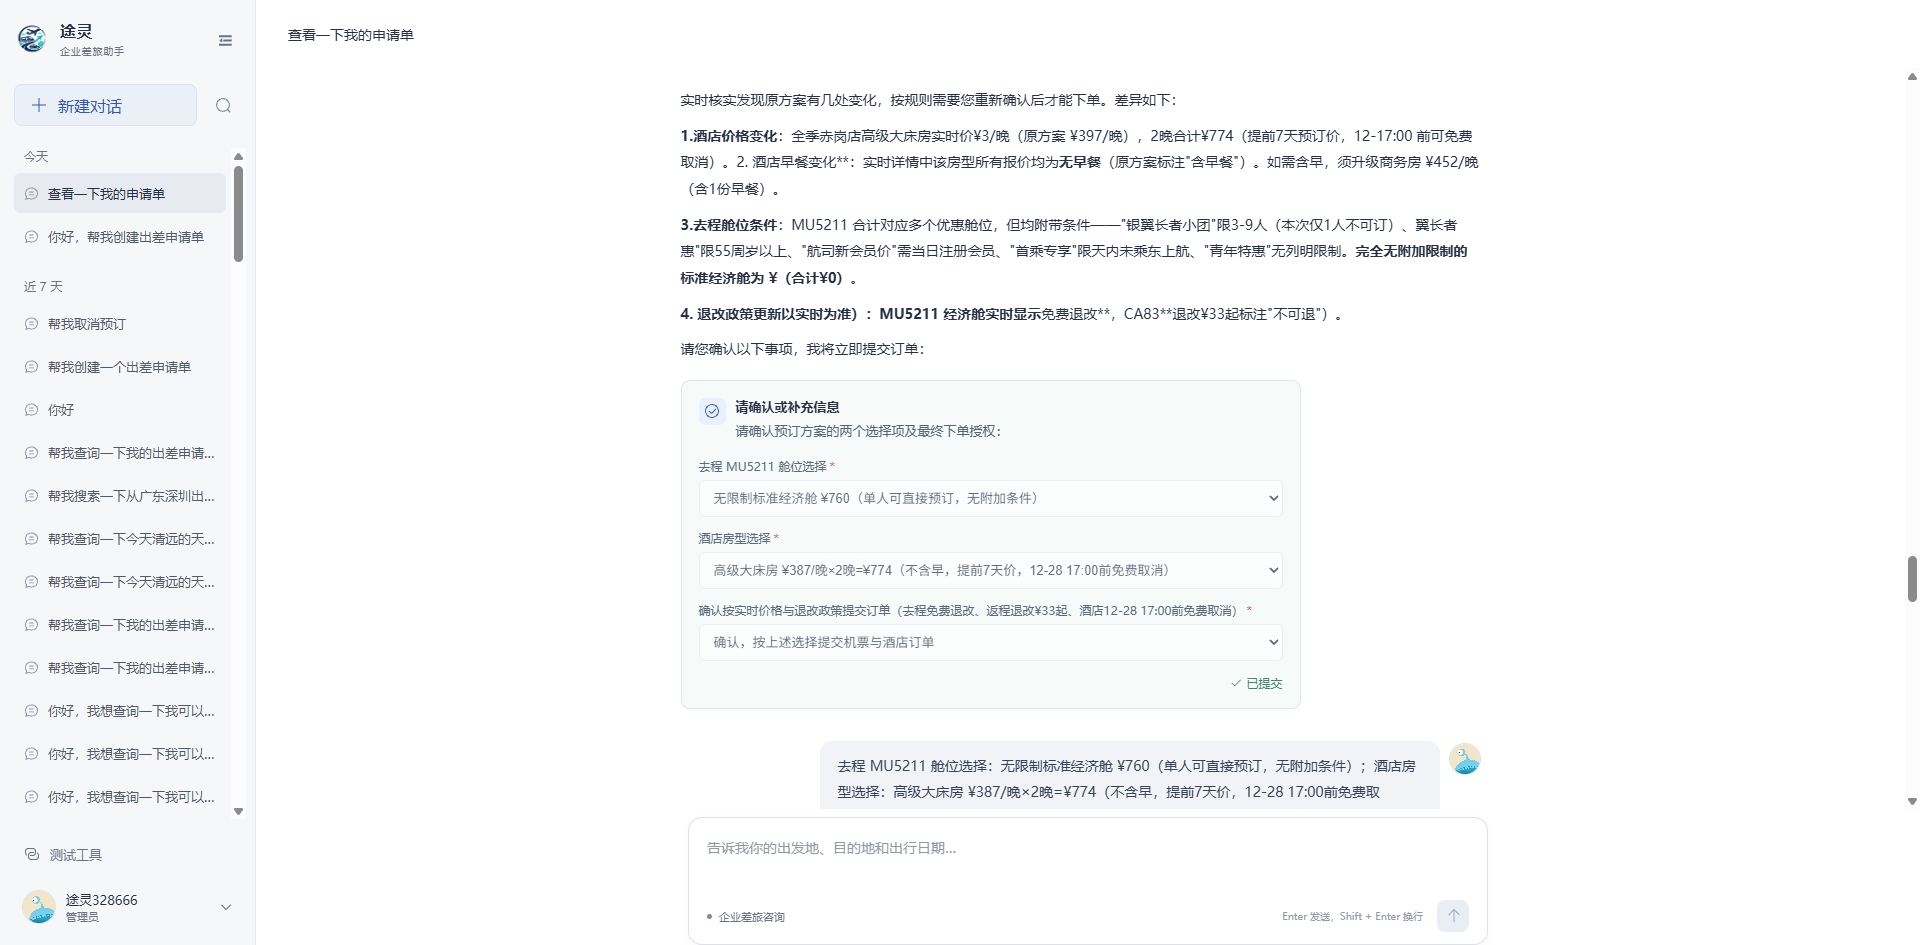 途灵
企业差旅助手
新建对话
今天
查看一下我的申请单
你好，帮我创建出差申请单
近 7 天
帮我取消预订
帮我创建一个出差申请单
你好
帮我查询一下我的出差申请...
帮我搜索一下从广东深圳出...
帮我查询一下今天清远的天...
帮我查询一下今天清远的天...
帮我查询一下我的出差申请...
帮我查询一下我的出差申请...
你好，我想查询一下我可以...
你好，我想查询一下我可以...
你好，我想查询一下我可以...
测试工具
途灵328666
管理员
查看一下我的申请单
实时核实发现原方案有几处变化，按规则需要您重新确认后才能下单。差异如下：
1.酒店价格变化：全季赤岗店高级大床房实时价¥3/晚（原方案 ¥397/晚），2晚合计¥774（提前7天预订价，12-17:00 前可免费
取消）。2. 酒店早餐变化**：实时详情中该房型所有报价均为无早餐（原方案标注"含早餐"）。如需含早，须升级商务房 ¥452/晚
（含1份早餐）。
3.去程舱位条件：MU5211 合计对应多个优惠舱位，但均附带条件——"银翼长者小团"限3-9人（本次仅1人不可订）、翼长者
惠"限55周岁以上、"航司新会员价"需当日注册会员、"首乘专享"限天内未乘东上航、"青年特惠"无列明限制。完全无附加限制的
标准经济舱为 ¥（合计¥0）。
4. 退改政策更新以实时为准）：MU5211 经济舱实时显示免费退改**，CA83**退改¥33起标注"不可退"）。
请您确认以下事项，我将立即提交订单：
请确认或补充信息
请确认预订方案的两个选择项及最终下单授权：
去程 MU5211 舱位选择 *
无限制标准经济舱 ¥760（单人可直接预订，无附加条件）
酒店房型选择 *
高级大床房 ¥387/晚×2晚=¥774（不含早，提前7天价，12-28 17:00前免费取消）
确认按实时价格与退改政策提交订单（去程免费退改、返程退改¥33起、酒店12-28 17:00前免费取消） *
确认，按上述选择提交机票与酒店订单
已提交
去程 MU5211 舱位选择：无限制标准经济舱 ¥760（单人可直接预订，无附加条件）；酒店房
型选择：高级大床房 ¥387/晚×2晚=¥774（不含早，提前7天价，12-28 17:00前免费取
告诉我你的出发地、目的地和出行日期...
企业差旅咨询
Enter 发送，Shift + Enter 换行